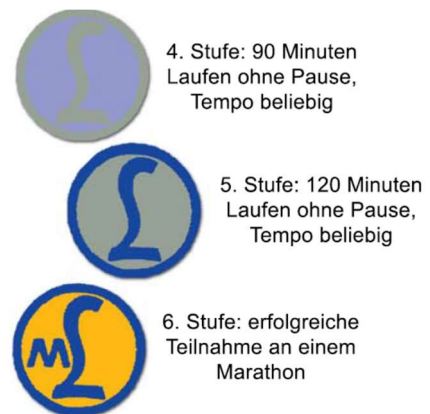 4. Stufe: 90 Minuten
Laufen ohne Pause,
Tempo beliebig
5. Stufe: 120 Minuten
Laufen ohne Pause,
Tempo beliebig
M
6. Stufe: erfolgreiche
Teilnahme an einem
Marathon